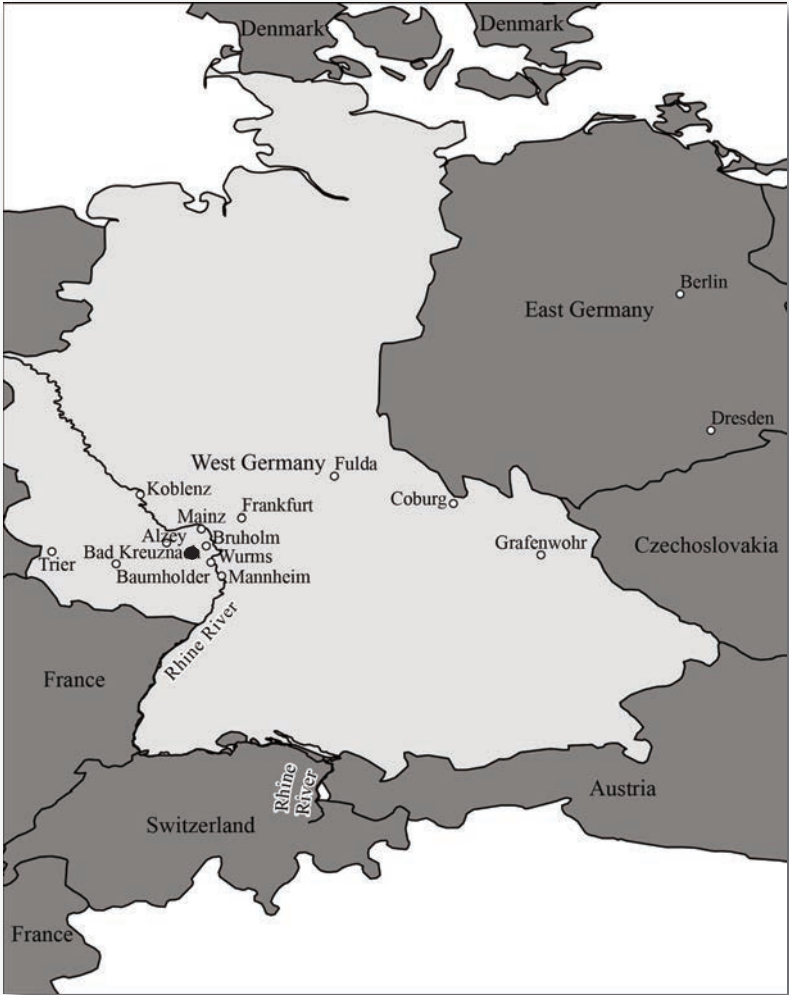 Denmark
Denmark
Berlin
East Germany
Dresden
West Germany
Fulda
Koblenz
Coburg
Frankfurt
Mainz
Alzey
Bruholm
Grafenwohr
Czechoslovakia
Bad Kreuzna
Wurms
Trier
Baumholder
Mannheim
Rhine River
France
Rhine
River
Austria
Switzerland
France